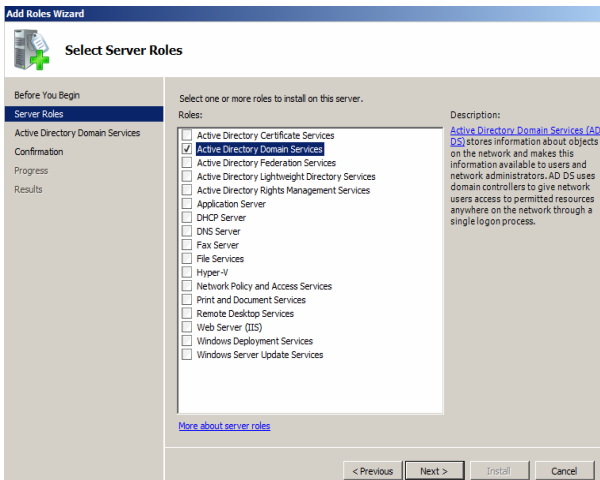 Add Roles Wizard
Select Server Roles
Before You Begin
Server Roles
Active Directory Domain Services
Confirmation
Progress
Results
Select one or more roles to install on this server.
Roles:
Active Directory Certificate Services
Active Directory Domain Services
Active Directory Federation Services
Active Directory Lightweight Directory Services
Active Directory Rights Management Services
Application Server
DHCP Server
DNS Server
Fax Server
File Services
Hyper-V
Network Policy and Access Services
Print and Document Services
Remote Desktop Services
Web Server (IIS)
Windows Deployment Services
Windows Server Update Services
More about server roles
Description:
Active Directory Domain Services (AD
DS) stores information about objects
on the network and makes this
information available to users and
network administrators. AD DS uses
domain controllers to give network
users access to permitted resources
anywhere on the network through a
single logon process.
< Previous
Next >
Install
Cancel